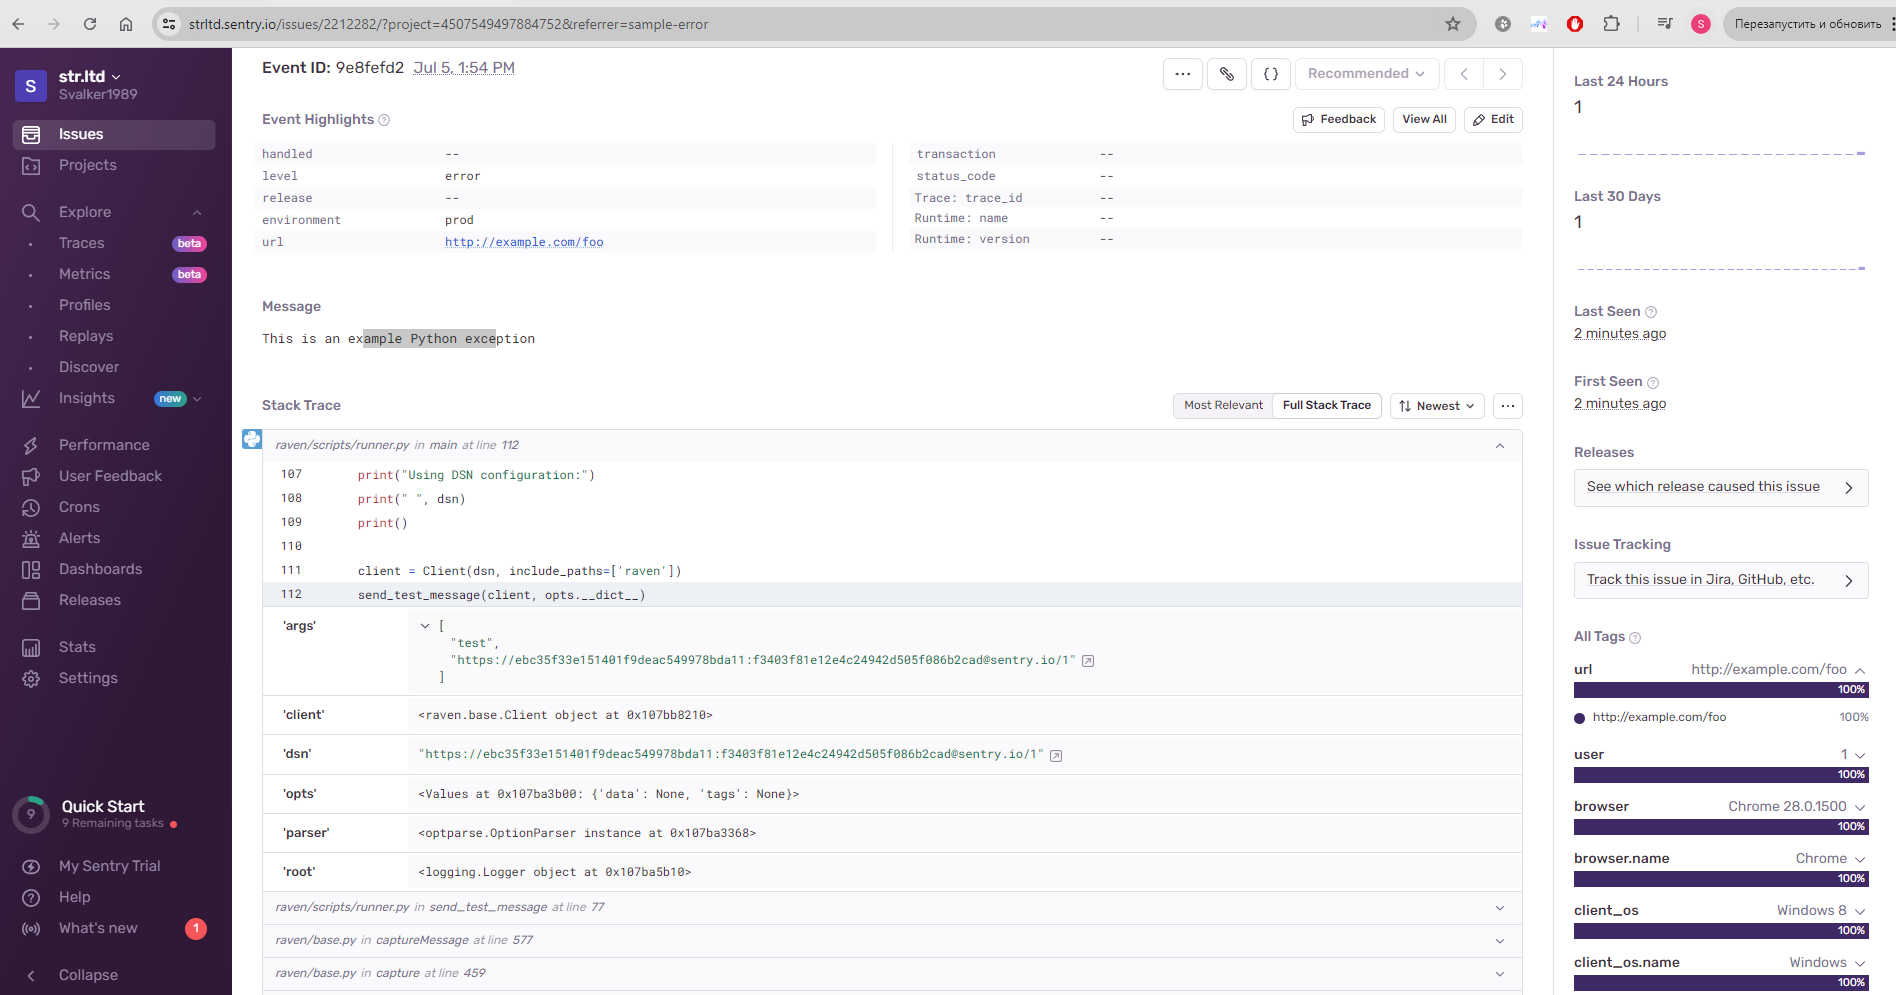 strltd.sentry.io/issues/2212282/?project=4507549497884752&referrer=sample-error
S
Перезапустить и обновить
S
str.ltd
Svalker1989
Issues
Projects
Explore
Traces beta
Metrics beta
Profiles
Replays
Discover
Insights new
Performance
User Feedback
Crons
Alerts
Dashboards
Releases
Stats
Settings
9
Quick Start
9 Remaining tasks
My Sentry Trial
Help
What's new 1
Collapse
Event ID: 9e8fefd2 Jul 5, 1:54 PM
... {} Recommended
Event Highlights
Feedback View All Edit
handled --
level error
release --
environment prod
url http://example.com/foo
transaction --
status_code --
Trace: trace_id --
Runtime: name --
Runtime: version --
Message
This is an example Python exception
Stack Trace
Most Relevant Full Stack Trace Newest ...
raven/scripts/runner.py in main at line 112
107 print("Using DSN configuration:")
108 print(" ", dsn)
109 print()
110
111 client = Client(dsn, include_paths=['raven'])
112 send_test_message(client, opts.__dict__)
'args' [
"test",
"https://ebc35f33e151401f9deac549978bda11:f3403f81e12e4c24942d505f086b2cad@sentry.io/1"
]
'client' <raven.base.Client object at 0x107bb8210>
'dsn' "https://ebc35f33e151401f9deac549978bda11:f3403f81e12e4c24942d505f086b2cad@sentry.io/1"
'opts' <Values at 0x107ba3b00: {'data': None, 'tags': None}>
'parser' <optparse.OptionParser instance at 0x107ba3368>
'root' <logging.Logger object at 0x107ba5b10>
raven/scripts/runner.py in send_test_message at line 77
raven/base.py in captureMessage at line 577
raven/base.py in capture at line 459
Last 24 Hours
1
Last 30 Days
1
Last Seen
2 minutes ago
First Seen
2 minutes ago
Releases
See which release caused this issue
Issue Tracking
Track this issue in Jira, GitHub, etc.
All Tags
url http://example.com/foo
100%
http://example.com/foo 100%
user 1
100%
browser Chrome 28.0.1500
100%
browser.name Chrome
100%
client_os Windows 8
100%
client_os.name Windows
100%